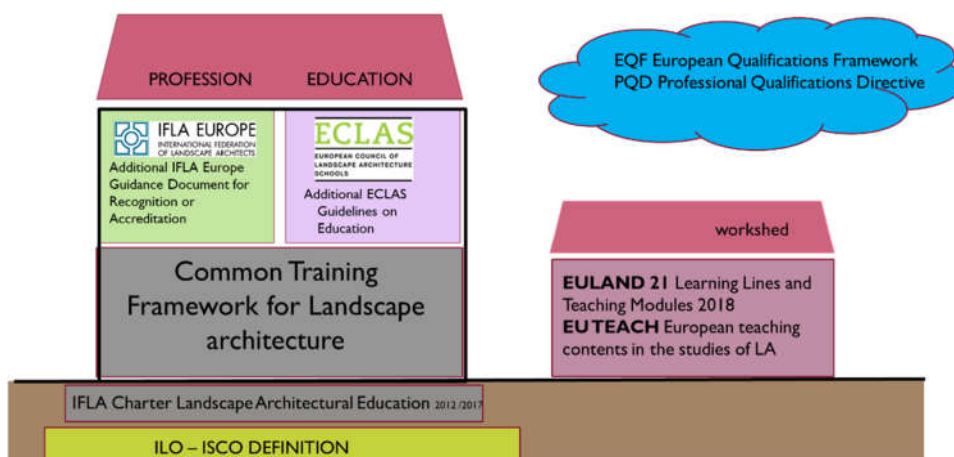 PROFESSION
EDUCATION
IFLA EUROPE
INTERNATIONAL FEDERATION
OF LANDSCAPE ARCHITECTS
Additional IFLA Europe
Guidance Document for
Recognition or
Accreditation
ECLAS
EUROPEAN COUNCIL OF
LANDSCAPE ARCHITECTURE
SCHOOLS
Additional ECLAS
Guidelines on
Education
Common Training
Framework for Landscape
architecture
IFLA Charter Landscape Architectural Education 2012 /2017
ILO – ISCO DEFINITION
EQF European Qualifications Framework
PQD Professional Qualifications Directive
workshed
EULAND 21 Learning Lines and
Teaching Modules 2018
EU TEACH European teaching
contents in the studies of LA